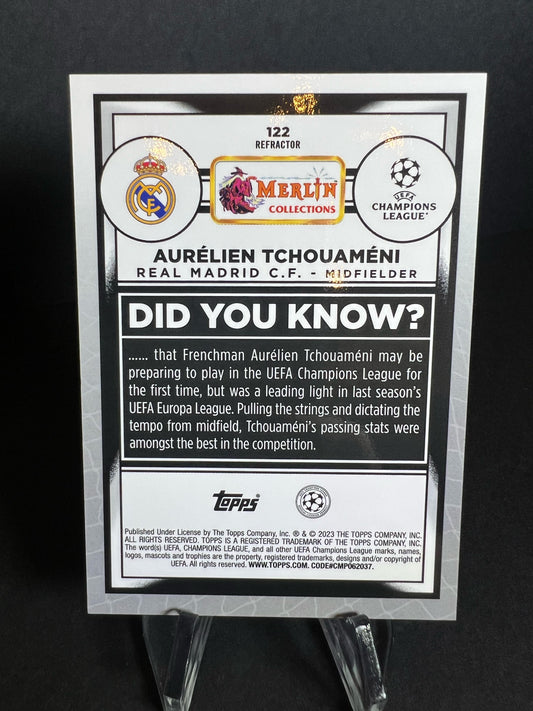 122
REFRACTOR
MERLIN
COLLECTIONS
UEFA
CHAMPIONS
LEAGUE®
AURÉLIEN TCHOUAMÉNI
REAL MADRID C.F. - MIDFIELDER
DID YOU KNOW?
...... that Frenchman Aurélien Tchouaméni may be
preparing to play in the UEFA Champions League for
the first time, but was a leading light in last season's
UEFA Europa League. Pulling the strings and dictating the
tempo from midfield, Tchouaméni's passing stats were
amongst the best in the competition.
topps
Published Under License by The Topps Company, Inc. ® & © 2023 THE TOPPS COMPANY, INC.
ALL RIGHTS RESERVED. TOPPS IS A REGISTERED TRADEMARK OF THE TOPPS COMPANY, INC.
The word(s) UEFA, CHAMPIONS LEAGUE, and all other UEFA Champions League marks, names,
logos, mascots and trophies are the property, registered trademarks, designs and/or copyright of
UEFA. All rights reserved. WWW.TOPPS.COM. CODE#CMP062037.